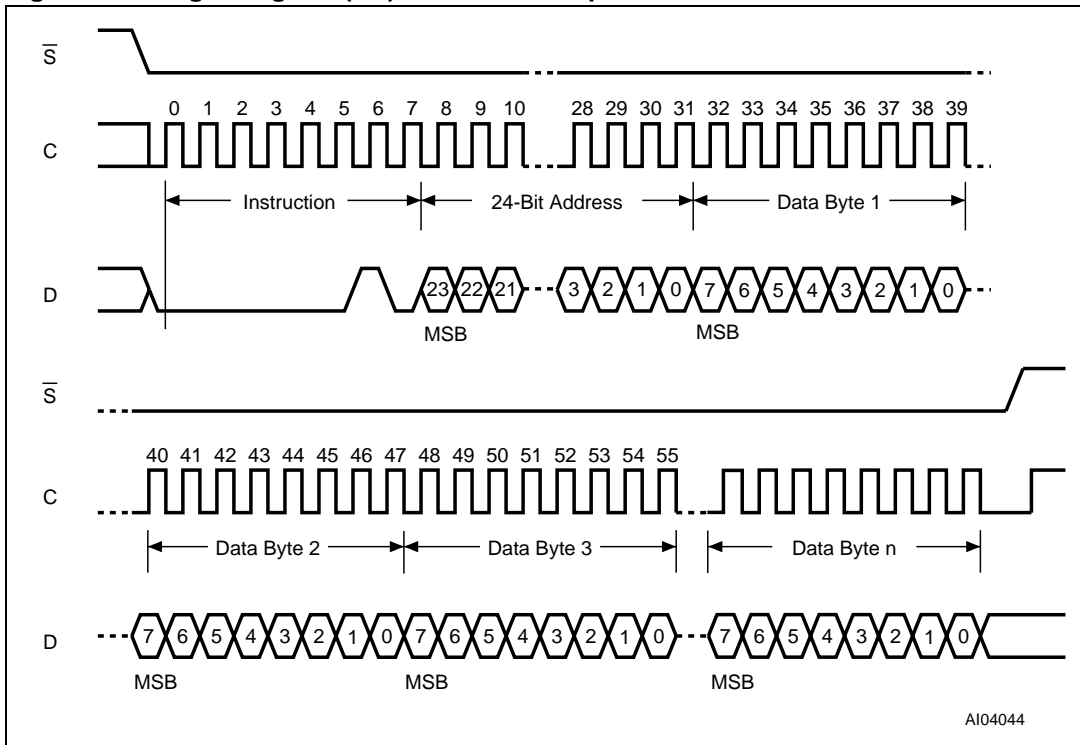 S
0 1 2 3 4 5 6 7 8 9 10 28 29 30 31 32 33 34 35 36 37 38 39
C
Instruction 24-Bit Address Data Byte 1
D 23 22 21 3 2 1 0 7 6 5 4 3 2 1 0
MSB MSB
S
40 41 42 43 44 45 46 47 48 49 50 51 52 53 54 55
C
Data Byte 2 Data Byte 3 Data Byte n
D 7 6 5 4 3 2 1 0 7 6 5 4 3 2 1 0 7 6 5 4 3 2 1 0
MSB MSB MSB
AI04044